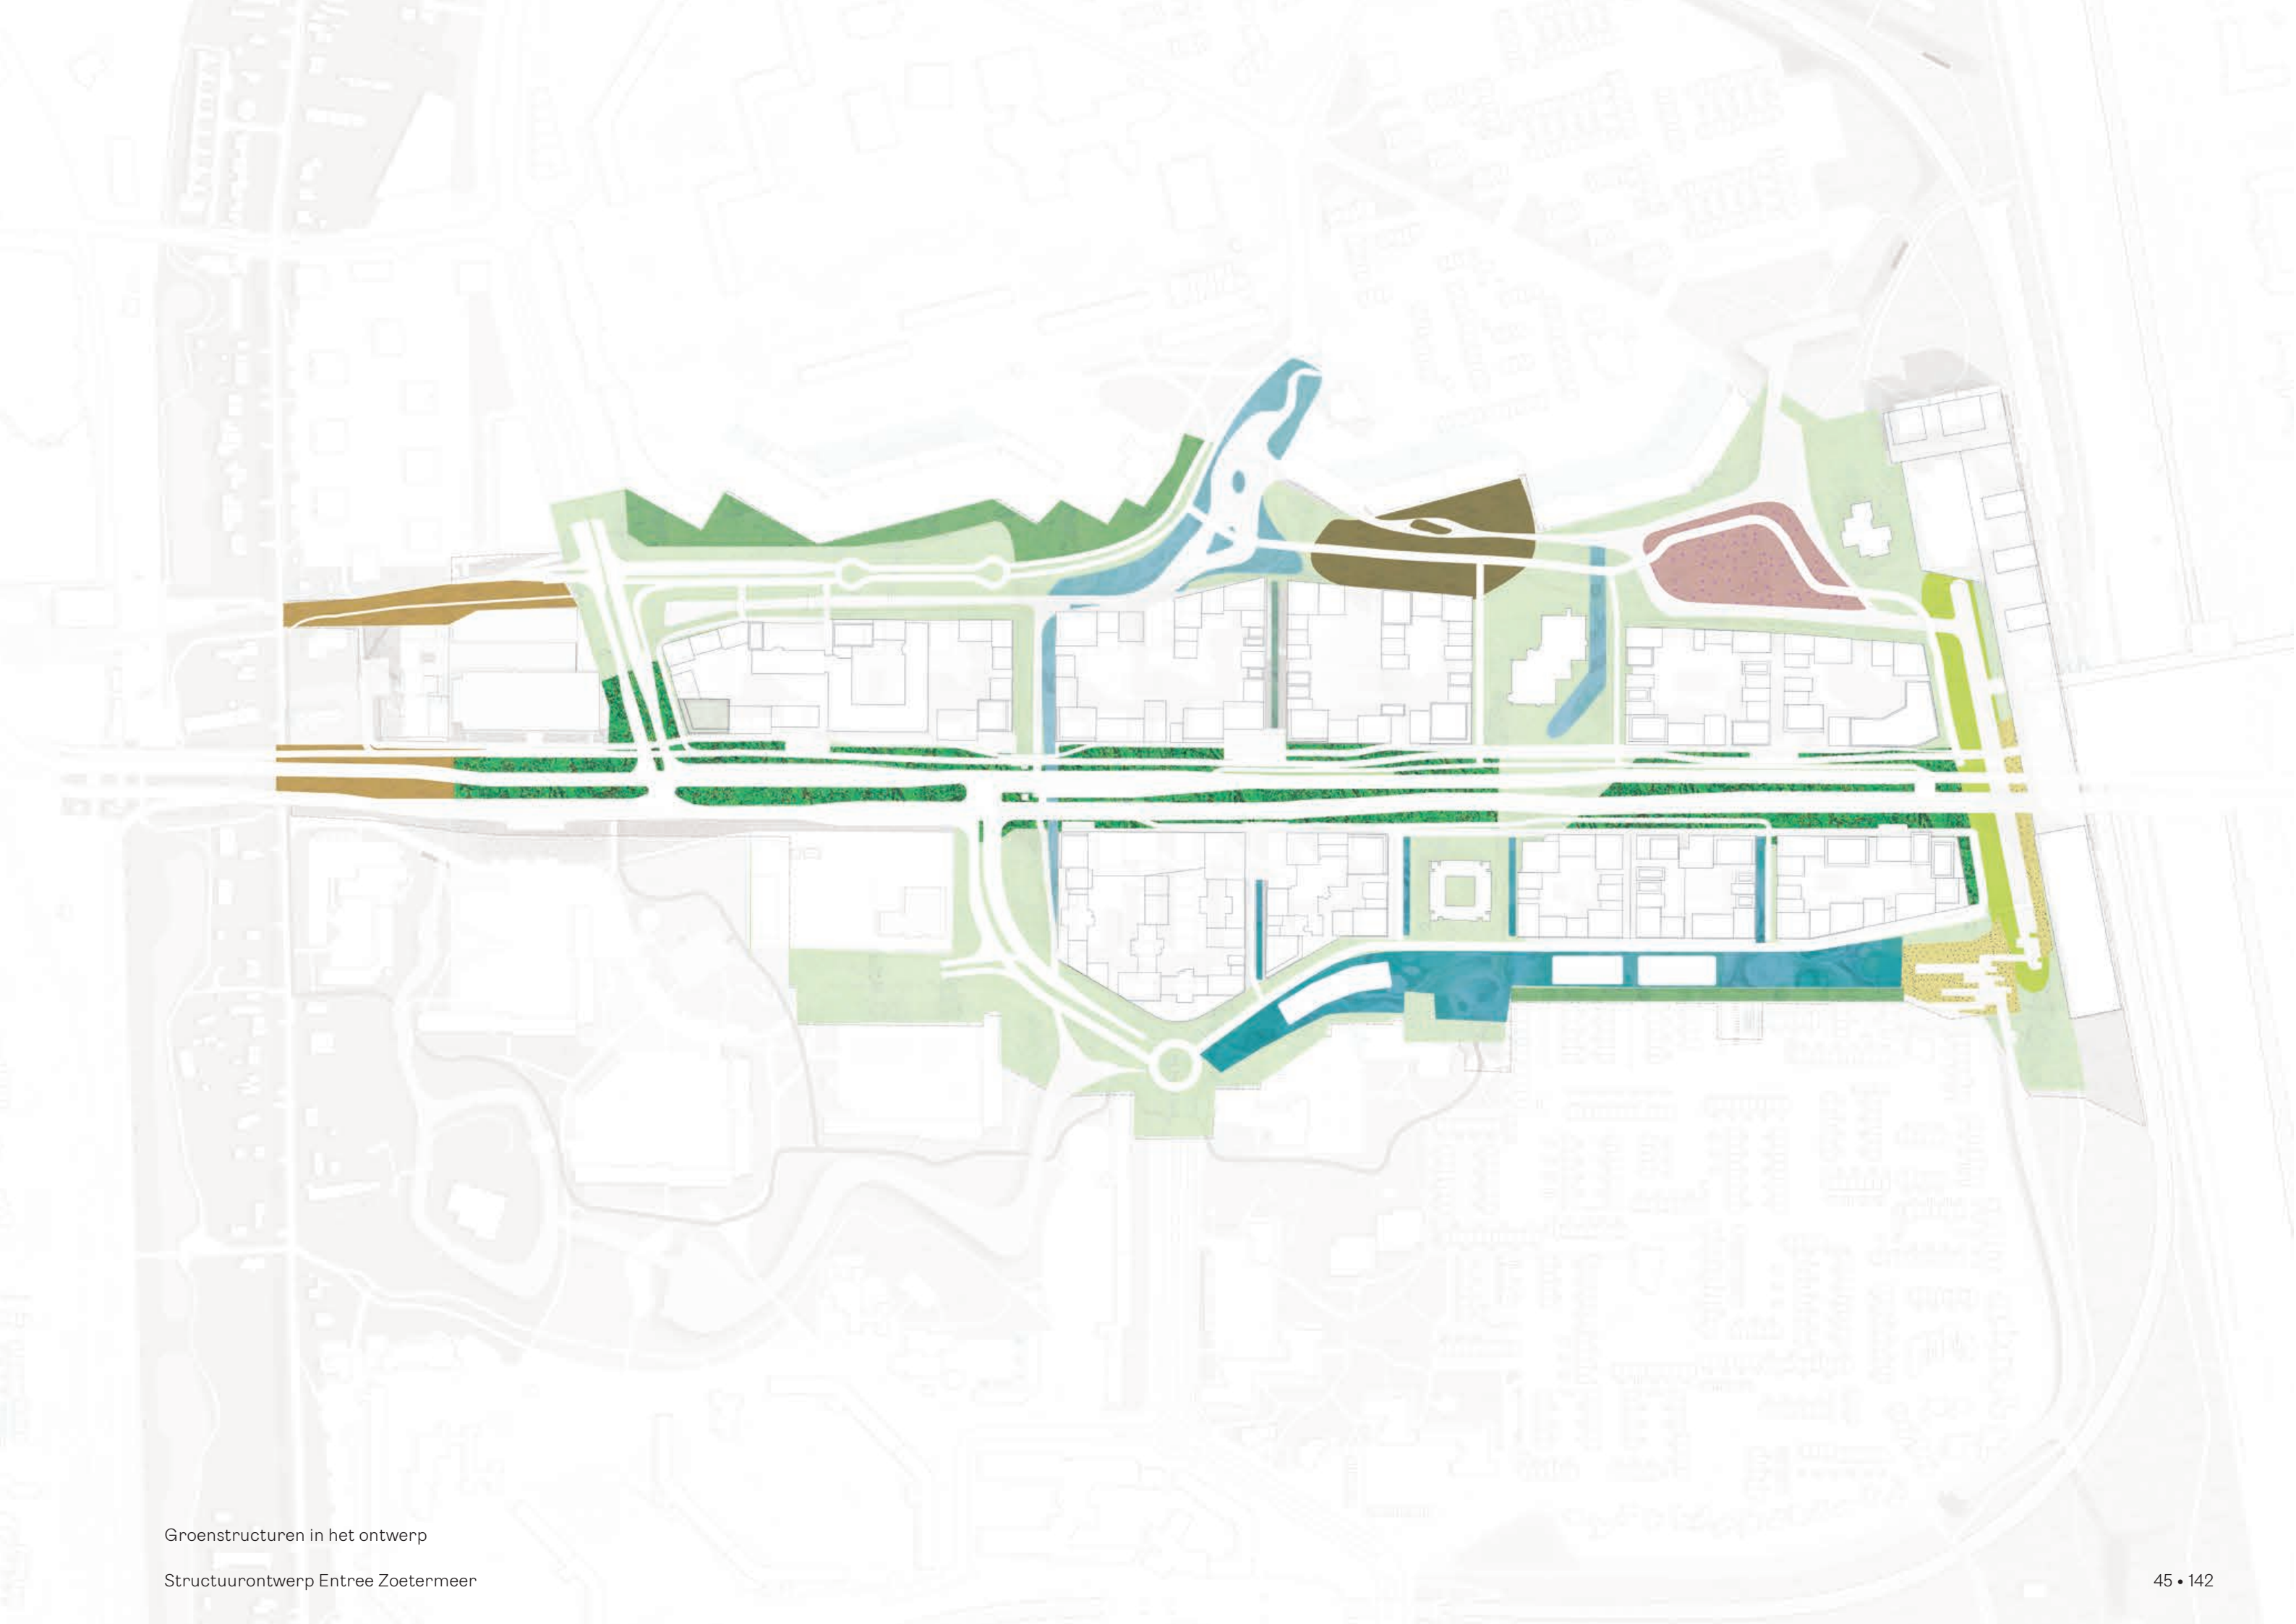 Groenstructuren in het ontwerp
Structuurontwerp Entree Zoetermeer
45 • 142